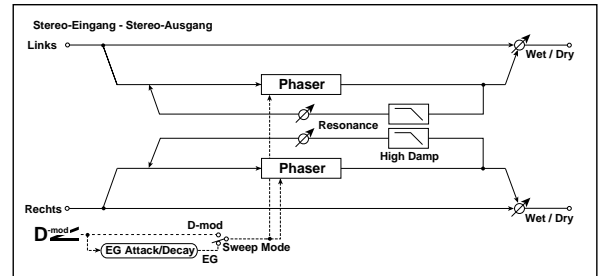 Stereo-Eingang - Stereo-Ausgang
Links
Wet / Dry
Phaser
Resonance
High Damp
Phaser
Rechts
Wet / Dry
D-mod
D-mod
EG Attack/Decay
EG
Sweep Mode